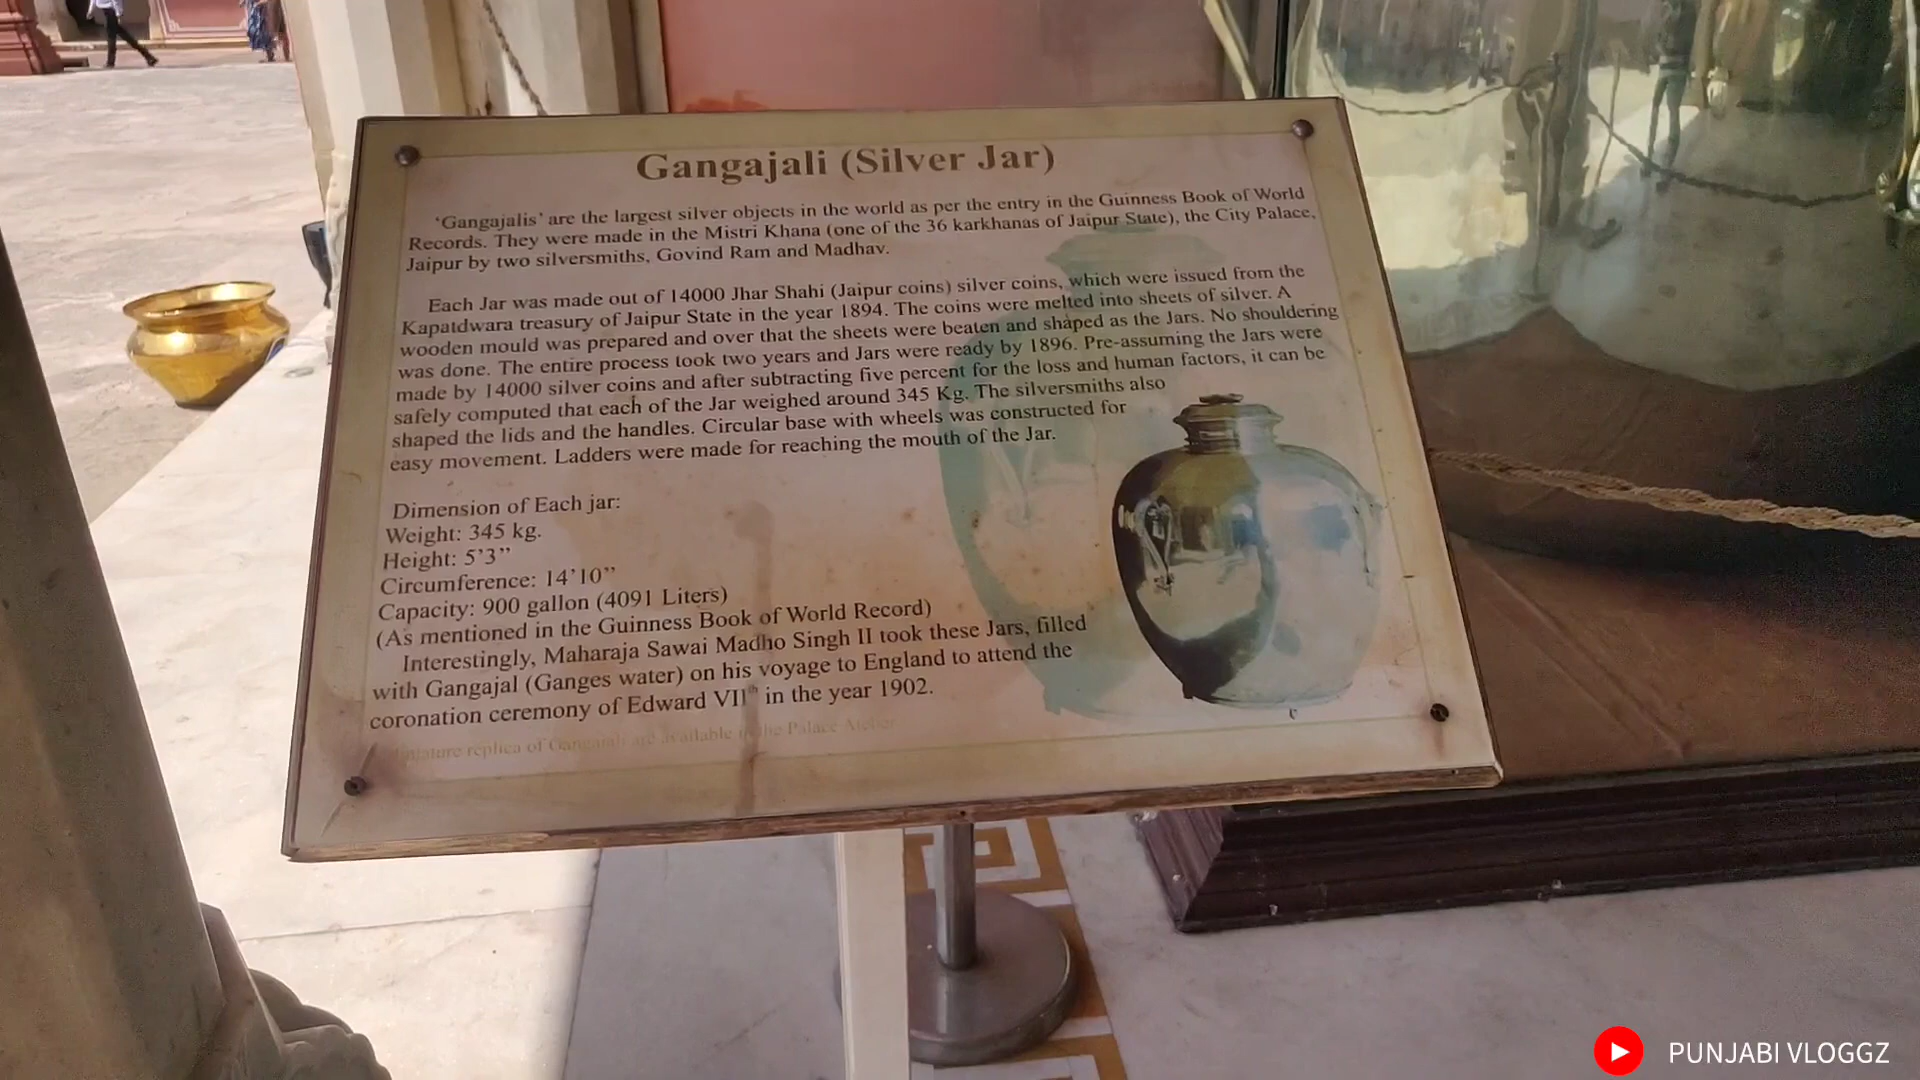 Gangajali (Silver Jar)
‘Gangajalis’ are the largest silver objects in the world as per the entry in the Guinness Book of World
Records. They were made in the Mistri Khana (one of the 36 karkhanas of Jaipur State), the City Palace,
Jaipur by two silversmiths, Govind Ram and Madhav.
Each Jar was made out of 14000 Jhar Shahi (Jaipur coins) silver coins, which were issued from the
Kapatdwara treasury of Jaipur State in the year 1894. The coins were melted into sheets of silver. A
wooden mould was prepared and over that the sheets were beaten and shaped as the Jars. No shouldering
was done. The entire process took two years and Jars were ready by 1896. Pre-assuming the Jars were
made by 14000 silver coins and after subtracting five percent for the loss and human factors, it can be
safely computed that each of the Jar weighed around 345 Kg. The silversmiths also
shaped the lids and the handles. Circular base with wheels was constructed for
easy movement. Ladders were made for reaching the mouth of the Jar.
Dimension of Each jar:
Weight: 345 kg.
Height: 5’3”
Circumference: 14’10”
Capacity: 900 gallon (4091 Liters)
(As mentioned in the Guinness Book of World Record)
Interestingly, Maharaja Sawai Madho Singh II took these Jars, filled
with Gangajal (Ganges water) on his voyage to England to attend the
coronation ceremony of Edward VIIth in the year 1902.
replica of Gangajali are available in the Palace
PUNJABI VLOGGZ